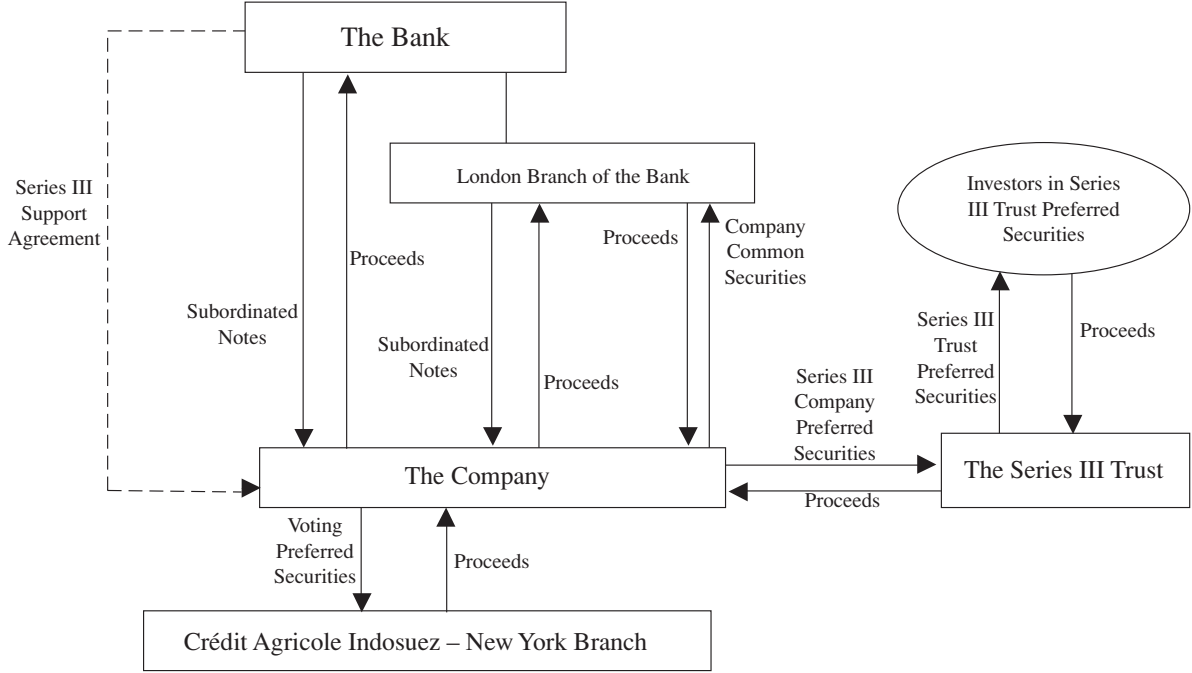 The Bank
London Branch of the Bank
Series III
Support
Agreement
Proceeds
Subordinated
Notes
Subordinated
Notes
Proceeds
Proceeds
Company
Common
Securities
Investors in Series
III Trust Preferred
Securities
Series III
Trust
Preferred
Securities
Proceeds
Series III
Company
Preferred
Securities
Proceeds
The Company
The Series III Trust
Voting
Preferred
Securities
Proceeds
Crédit Agricole Indosuez – New York Branch